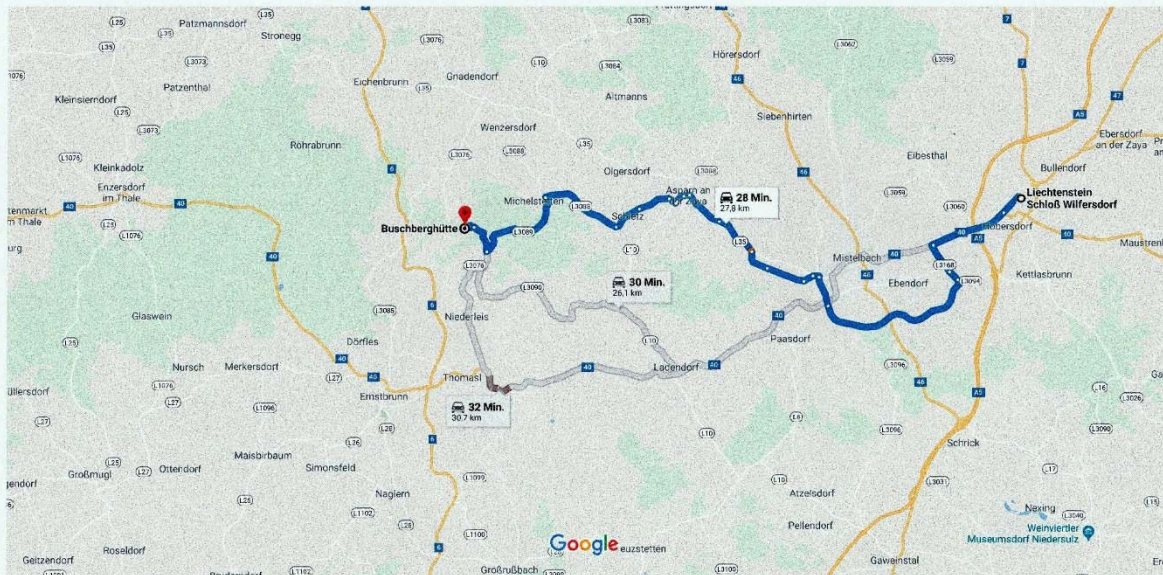 Patzmannsdorf
Stronegg
Patzenthal
Kleinsierndorf
Kleinkadolz
Enzersdorf
im Thale
Eichenbrunn
Gnadendorf
Wenzersdorf
Röhrabrunn
Altmanns
Hörersdorf
Siebenhirten
Olgersdorf
Michelstetten
Asparn an
der Zaya
28 Min.
27,8 km
Eibesthal
Ebersdorf
an der Zaya
Bullendorf
Liechtenstein
Schloß Wilfersdorf
Hobersdorf
Maustrenk
Kettlasbrunn
Mistelbach
Ebendorf
Buschberghütte
Schletz
30 Min.
26,1 km
Niederleis
Glaswein
Dörfles
Nursch
Merkersdorf
Thomasl
Ernstbrunn
32 Min.
30,7 km
Ladendorf
Paasdorf
Schrick
Maisbirbaum
Simonsfeld
Ottendorf
Großmugl
Naglern
Atzelsdorf
Pellendorf
Nexing
Weinviertler
Museumsdorf Niedersulz
Gaweinstal
Roseldorf
Geitzendorf
Google
euzstetten
Großrußbach